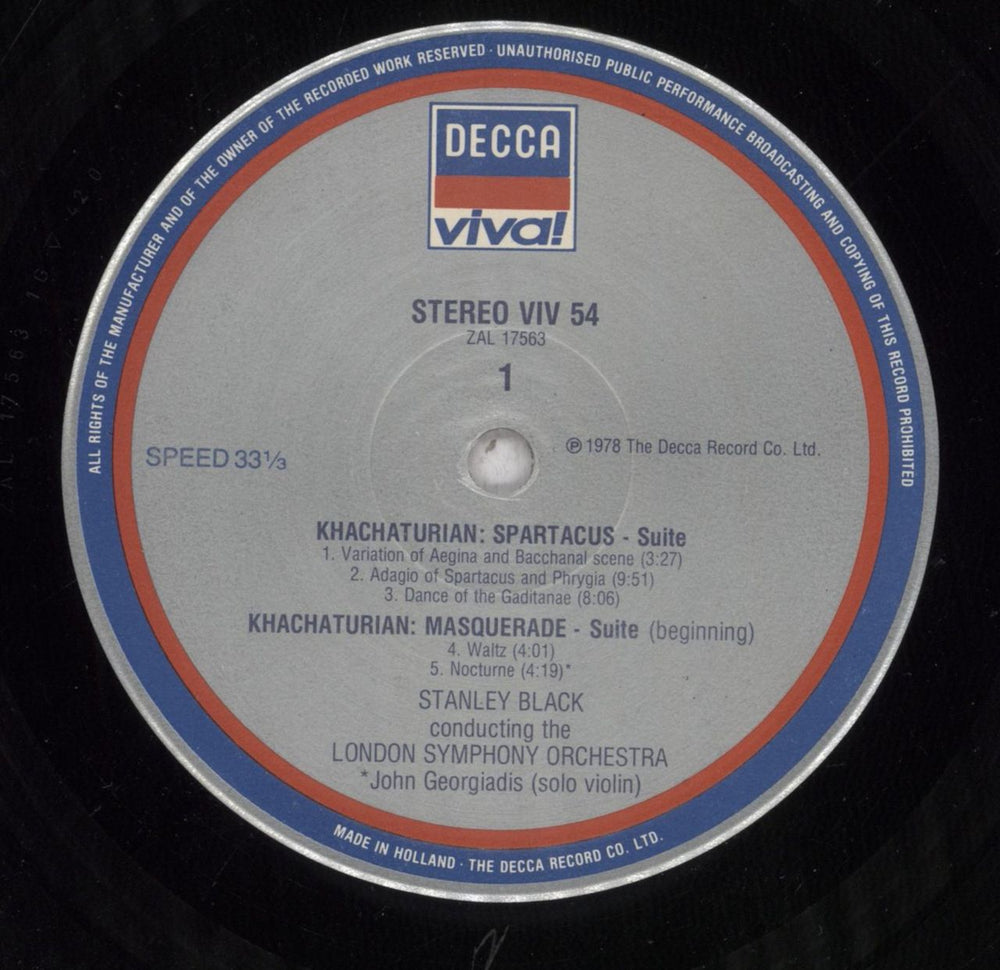 ALL RIGHTS OF THE MANUFACTURER AND OF THE OWNER OF THE RECORDED WORK RESERVED · UNAUTHORISED PUBLIC PERFORMANCE BROADCASTING AND COPYING OF THIS RECORD PROHIBITED
DECCA
viva!
STEREO VIV 54
ZAL 17563
1
SPEED 33⅓
℗ 1978 The Decca Record Co. Ltd.
KHACHATURIAN: SPARTACUS - Suite
1. Variation of Aegina and Bacchanal scene (3:27)
2. Adagio of Spartacus and Phrygia (9:51)
3. Dance of the Gaditanae (8:06)
KHACHATURIAN: MASQUERADE - Suite (beginning)
4. Waltz (4:01)
5. Nocturne (4:19)*
STANLEY BLACK
conducting the
LONDON SYMPHONY ORCHESTRA
*John Georgiadis (solo violin)
MADE IN HOLLAND · THE DECCA RECORD CO. LTD.